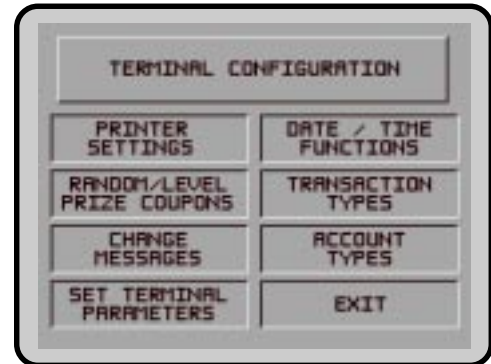 TERMINAL CONFIGURATION
PRINTER
SETTINGS
DATE / TIME
FUNCTIONS
RANDOM/LEVEL
PRIZE COUPONS
TRANSACTION
TYPES
CHANGE
MESSAGES
ACCOUNT
TYPES
SET TERMINAL
PARAMETERS
EXIT